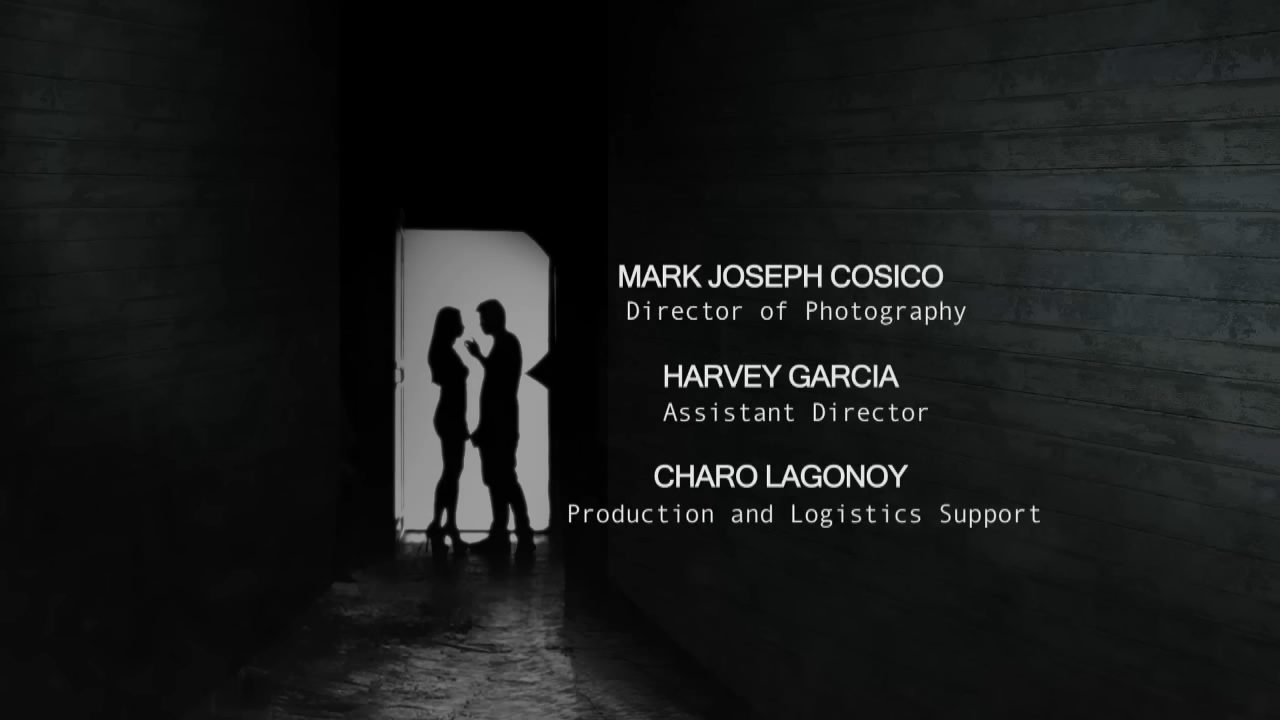 MARK JOSEPH COSICO
Director of Photography
HARVEY GARCIA
Assistant Director
CHARO LAGONOY
Production and Logistics Support